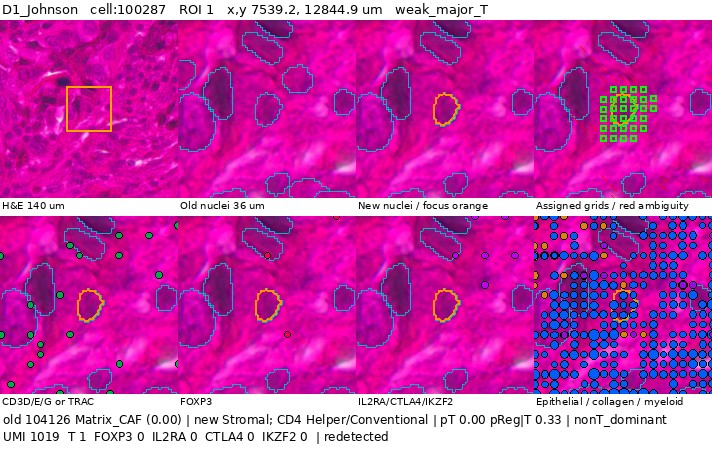 D1_Johnson cell:100287 ROI 1 x,y 7539.2, 12844.9 um weak_major_T
H&E 140 um
Old nuclei 36 um
New nuclei / focus orange
Assigned grids / red ambiguity
CD3D/E/G or TRAC
FOXP3
IL2RA/CTLA4/IKZF2
Epithelial / collagen / myeloid
old 104126 Matrix_CAF (0.00) | new Stromal; CD4 Helper/Conventional | pT 0.00 pReg|T 0.33 | nonT_dominant
UMI 1019 T 1 FOXP3 0 IL2RA 0 CTLA4 0 IKZF2 0 | redetected